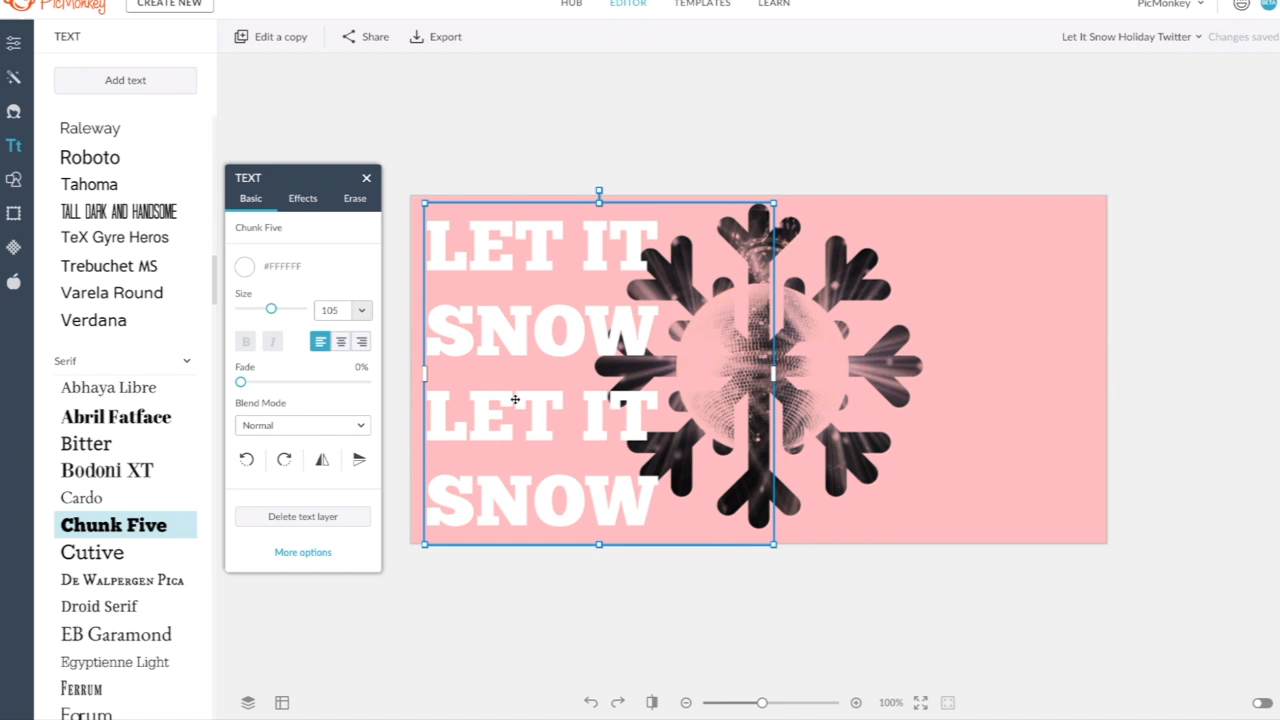 PicMonkey
CREATE NEW
HUB
EDITOR
TEMPLATES
LEARN
PicMonkey
BETA
TEXT
Edit a copy
Share
Export
Let It Snow Holiday Twitter
Changes saved
Add text
Raleway
Roboto
Tahoma
TALL DARK AND HANDSOME
TeX Gyre Heros
Trebuchet MS
Varela Round
Verdana
Serif
Abhaya Libre
Abril Fatface
Bitter
Bodoni XT
Cardo
Chunk Five
Cutive
De Walpergen Pica
Droid Serif
EB Garamond
Egyptienne Light
Ferrum
Forum
Tt
TEXT
Basic
Effects
Erase
Chunk Five
#FFFFFF
Size
105
B
I
Fade
0%
Blend Mode
Normal
Delete text layer
More options
LET IT
SNOW
LET IT
SNOW
100%